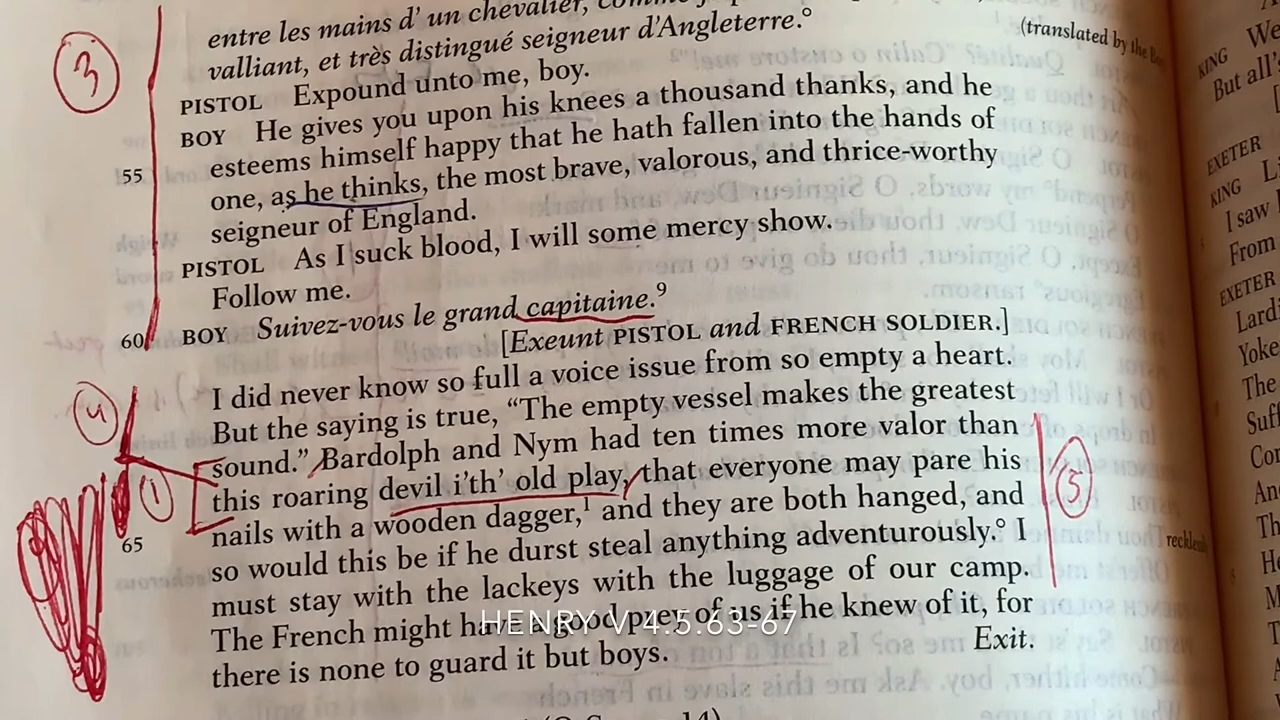 entre les mains d' un chevalier, comme
valliant, et très distingué seigneur d'Angleterre.°
(translated by the Bo
PISTOL Expound unto me, boy.
BOY He gives you upon his knees a thousand thanks, and he
55 esteems himself happy that he hath fallen into the hands of
one, as he thinks, the most brave, valorous, and thrice-worthy
seigneur of England.
PISTOL As I suck blood, I will some mercy show.
Follow me.
60 BOY Suivez-vous le grand capitaine.9
[Exeunt PISTOL and FRENCH SOLDIER.]
I did never know so full a voice issue from so empty a heart.
But the saying is true, “The empty vessel makes the greatest
sound.” Bardolph and Nym had ten times more valor than
this roaring devil i'th' old play, that everyone may pare his
65 nails with a wooden dagger,1 and they are both hanged, and
so would this be if he durst steal anything adventurously.° I
reckless
must stay with the lackeys with the luggage of our camp.
The French might have a good prey of us if he knew of it, for
there is none to guard it but boys. Exit.
HENRY V 4.5.63-67
3
4
1
5
KING We
But all's
EXETER
KING
I saw
From
EXETER
Lard
Yoke
The
Suff
Cor
An
Th
He